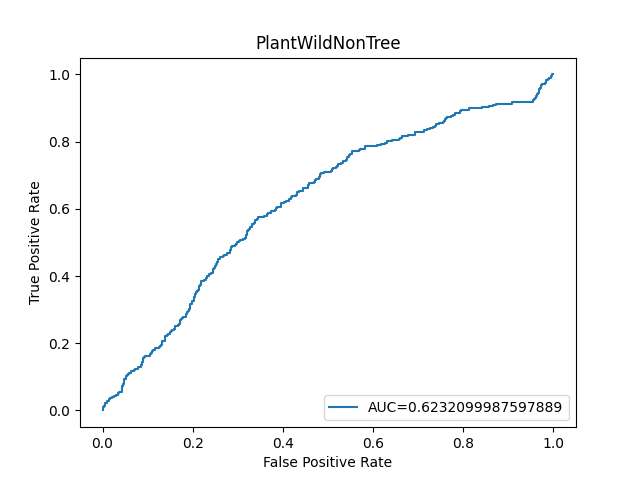 PlantWildNonTree
1.0
0.8
0.6
0.4
0.2
0.0
True Positive Rate
AUC=0.6232099987597889
0.0 0.2 0.4 0.6 0.8 1.0
False Positive Rate